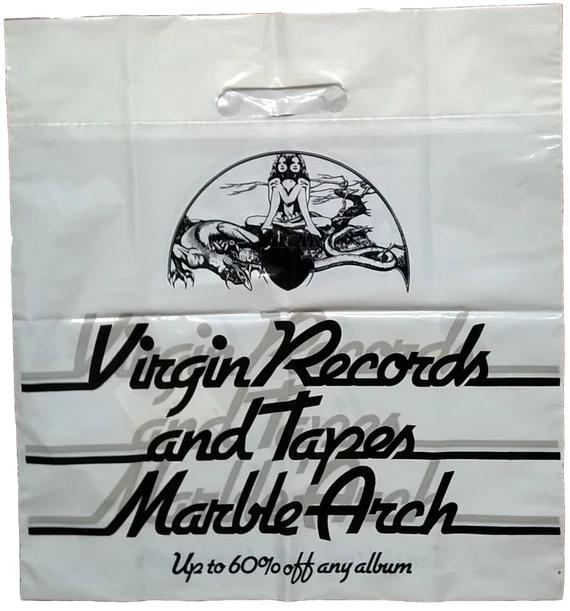 Virgin Records
and Tapes
Marble Arch
Up to 60% off any album